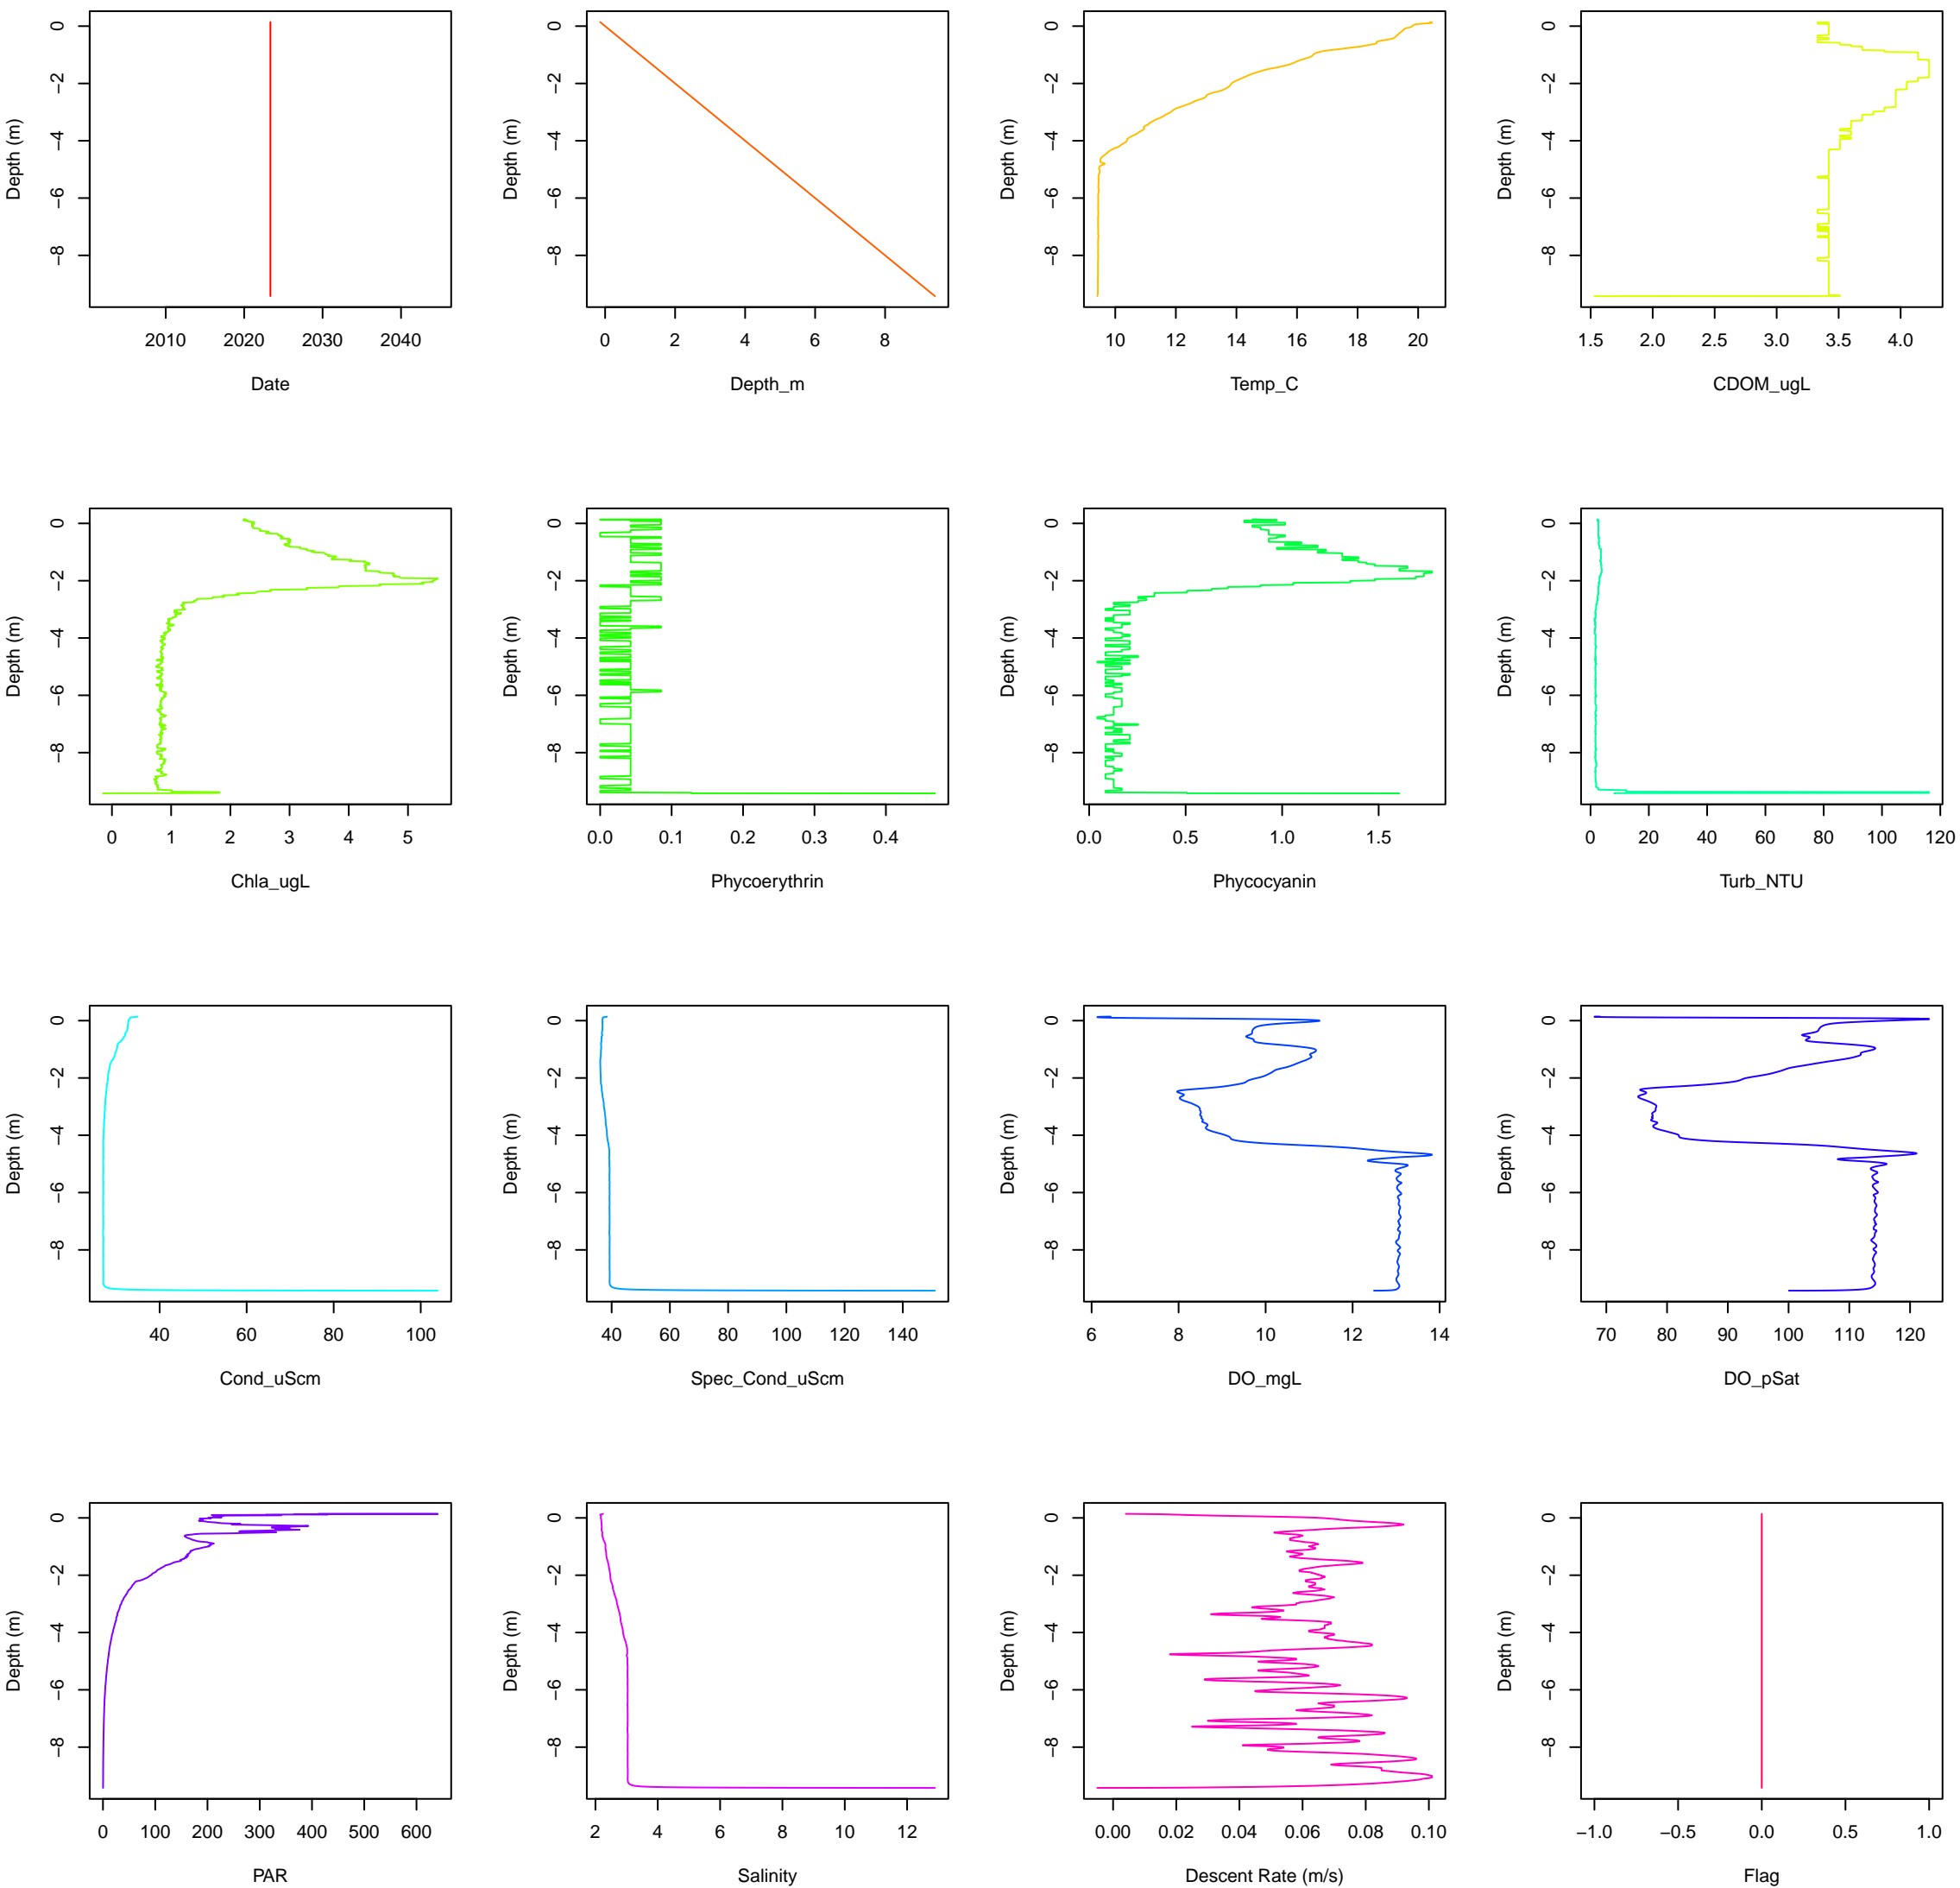 0 −2 −4 −6 −8 Depth (m) 2010 2020 2030 2040 Date
0 −2 −4 −6 −8 Depth (m) 0 2 4 6 8 Depth_m
0 −2 −4 −6 −8 Depth (m) 10 12 14 16 18 20 Temp_C
0 −2 −4 −6 −8 Depth (m) 1.5 2.0 2.5 3.0 3.5 4.0 CDOM_ugL
0 −2 −4 −6 −8 Depth (m) 0 1 2 3 4 5 Chla_ugL
0 −2 −4 −6 −8 Depth (m) 0.0 0.1 0.2 0.3 0.4 Phycoerythrin
0 −2 −4 −6 −8 Depth (m) 0.0 0.5 1.0 1.5 Phycocyanin
0 −2 −4 −6 −8 Depth (m) 0 20 40 60 80 100 120 Turb_NTU
0 −2 −4 −6 −8 Depth (m) 40 60 80 100 Cond_uScm
0 −2 −4 −6 −8 Depth (m) 40 60 80 100 120 140 Spec_Cond_uScm
0 −2 −4 −6 −8 Depth (m) 6 8 10 12 14 DO_mgL
0 −2 −4 −6 −8 Depth (m) 70 80 90 100 110 120 DO_pSat
0 −2 −4 −6 −8 Depth (m) 0 100 200 300 400 500 600 PAR
0 −2 −4 −6 −8 Depth (m) 2 4 6 8 10 12 Salinity
0 −2 −4 −6 −8 Depth (m) 0.00 0.02 0.04 0.06 0.08 0.10 Descent Rate (m/s)
0 −2 −4 −6 −8 Depth (m) −1.0 −0.5 0.0 0.5 1.0 Flag